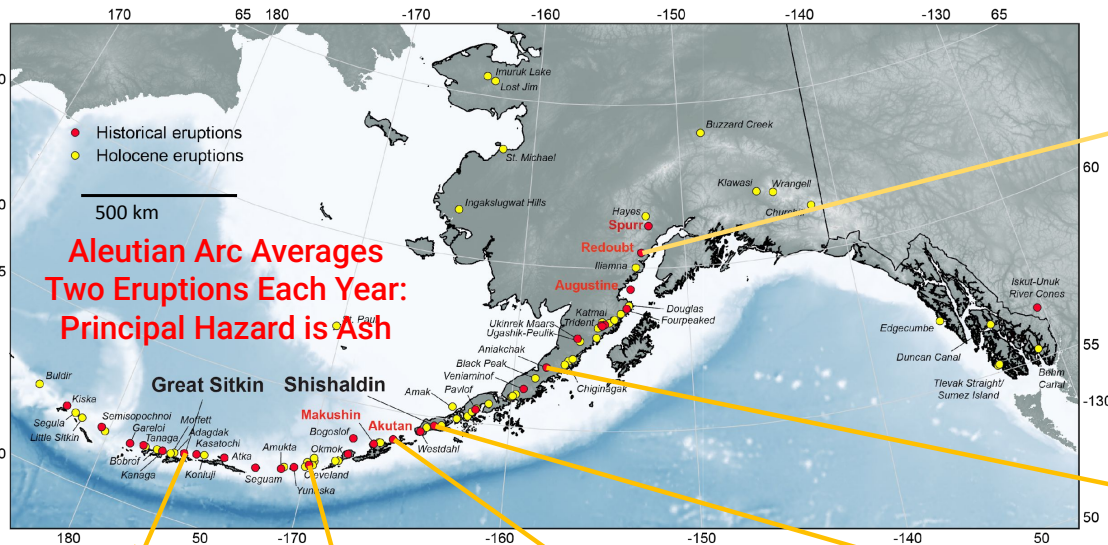 170
65
180
-170
-160
-150
-140
-130
65
Imuruk Lake
Lost Jim
Historical eruptions
Holocene eruptions
Buzzard Creek
St. Michael
60
500 km
Klawasi
Wrangell
Ingakslugwat Hills
Hayes
Churchill
Spurr
Aleutian Arc Averages
Two Eruptions Each Year:
Principal Hazard is Ash
Redoubt
Iliamna
Augustine
Iskut-Unuk
River Cones
St. Paul
Katmai
Douglas
Trident
Fourpeaked
Ukinrek Maars
Ugashik-Peulik
Edgecumbe
Aniakchak
55
Duncan Canal
Black Peak
Buldir
Great Sitkin
Shishaldin
Veniaminof
Chiginagak
Behm
Canal
Tlevak Straight/
Sumez Island
Kiska
Amak
Pavlof
-130
Semisopochnoi
Moffett
Makushin
Segula
Gareloi
Adagdak
Akutan
Little Sitkin
Tanaga
Kasatochi
Bogoslof
Amukta
Okmok
Westdahl
Bobrof
Atka
Kanaga
Koniuji
Seguam
Cleveland
Yunaska
50
180
50
-170
-160
-150
-140
50